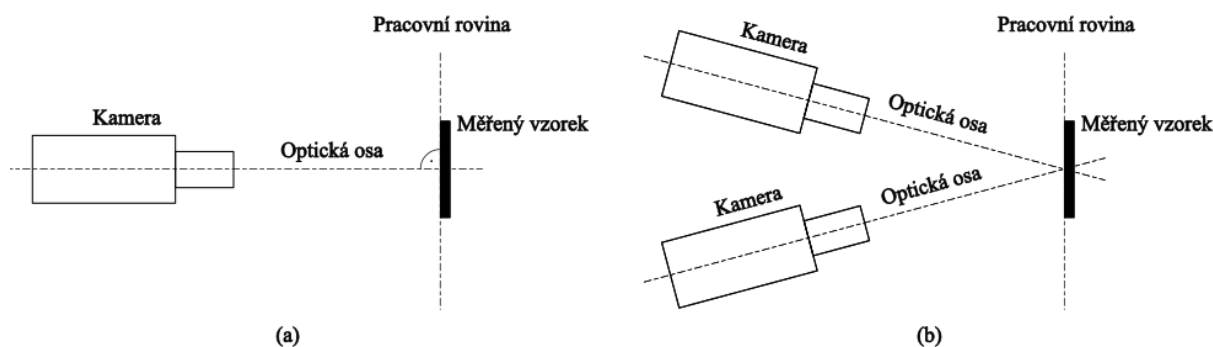 Pracovní rovina
Kamera
Optická osa
Měřený vzorek
(a)
Pracovní rovina
Kamera
Optická osa
Měřený vzorek
Optická osa
Kamera
(b)